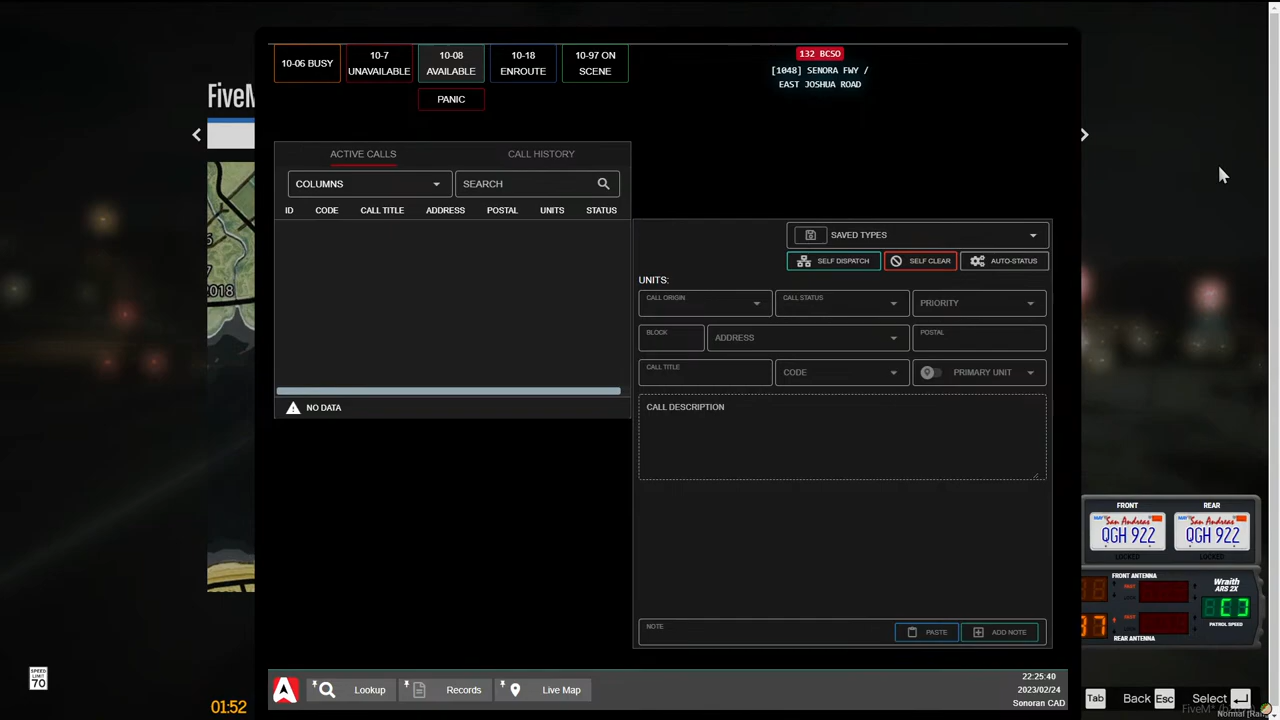 10-06 BUSY
10-7 UNAVAILABLE
10-08 AVAILABLE
10-18 ENROUTE
10-97 ON SCENE
PANIC
132 BCSO
[1048] SENORA FWY /
EAST JOSHUA ROAD
FiveM
ACTIVE CALLS
CALL HISTORY
COLUMNS
SEARCH
ID CODE CALL TITLE ADDRESS POSTAL UNITS STATUS
NO DATA
SAVED TYPES
SELF DISPATCH
SELF CLEAR
AUTO-STATUS
UNITS:
CALL ORIGIN
CALL STATUS
PRIORITY
BLOCK
ADDRESS
POSTAL
CALL TITLE
CODE
PRIMARY UNIT
CALL DESCRIPTION
NOTE
PASTE
ADD NOTE
2018
FRONT
REAR
San Andreas
QGH 922
San Andreas
QGH 922
LOCKED
LOCKED
FRONT ANTENNA
Wraith
ARS 2X
PATROL SPEED
REAR ANTENNA
SPEED
LIMIT
70
01:52
Lookup
Records
Live Map
22:25:40
2023/02/24
Sonoran CAD
Tab
Back Esc
Select
FiveM*